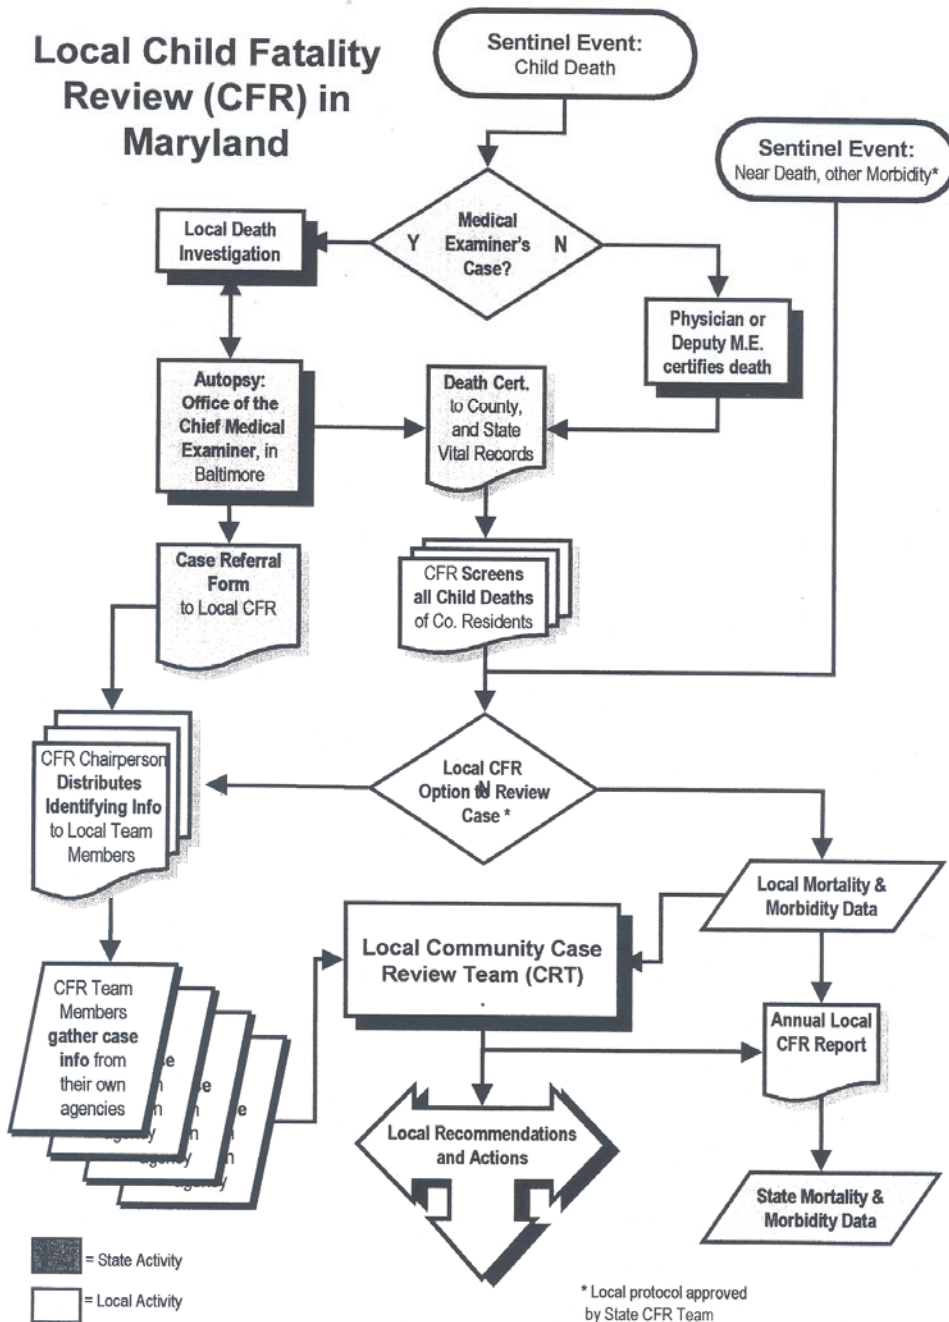 Local Child Fatality
Review (CFR) in
Maryland
Sentinel Event:
Child Death
Sentinel Event:
Near Death, other Morbidity*
Medical
Y Examiner's N
Case?
Local Death
Investigation
Physician or
Deputy M.E.
certifies death
Autopsy:
Office of the
Chief Medical
Examiner, in
Baltimore
Death Cert.
to County,
and State
Vital Records
Case Referral
Form
to Local CFR
CFR Screens
all Child Deaths
of Co. Residents
CFR Chairperson
Distributes
Identifying Info
to Local Team
Members
Local CFR
Option to Review
N
Case *
Local Mortality &
Morbidity Data
Local Community Case
Review Team (CRT)
CFR Team
Members
gather case
info from
their own
agencies
Annual Local
CFR Report
Local Recommendations
and Actions
State Mortality &
Morbidity Data
= State Activity
= Local Activity
* Local protocol approved
by State CFR Team